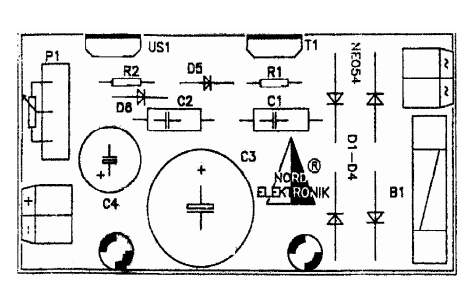 P1
US1
T1
NE054
~
~
R2
D5
R1
D6
C2
C1
D1-D4
C3
+
®
NORD
ELEKTRONIK
B1
+
C4
+
-